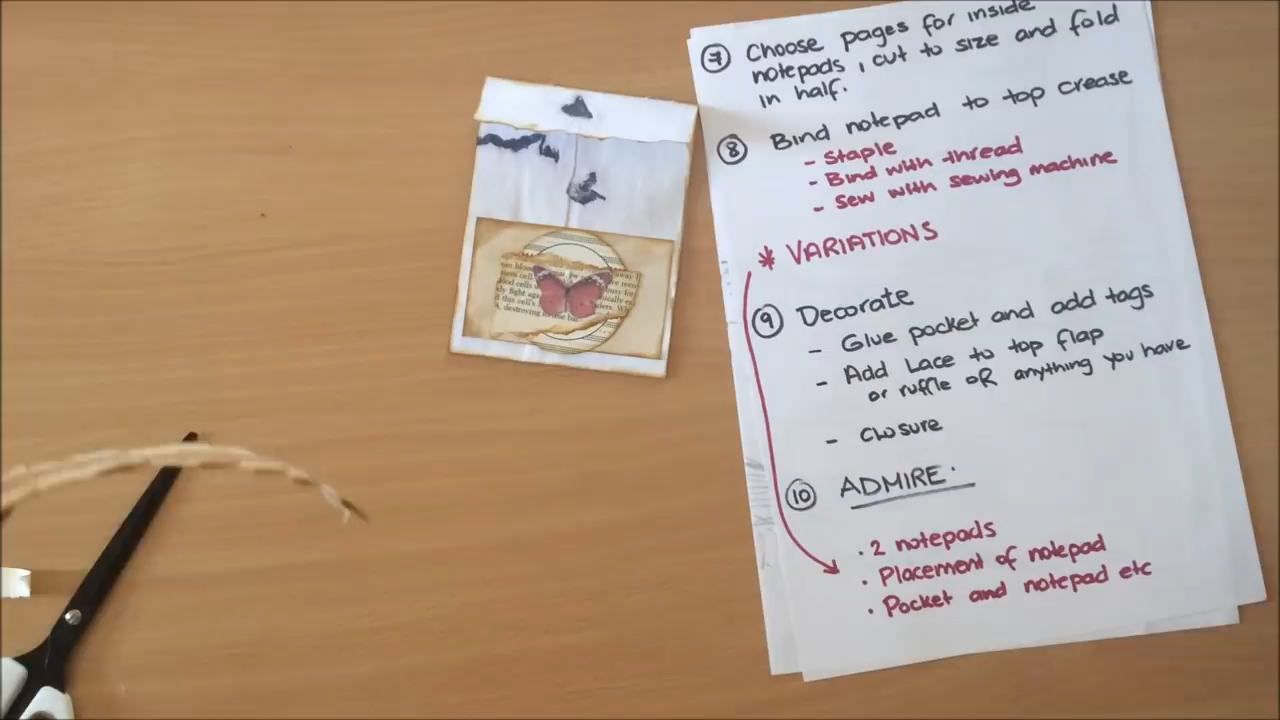 ⑦ Choose pages for inside
notepads, cut to size and fold
in half.
⑧ Bind notepad to top crease
- Staple
- Bind with thread
- Sew with sewing machine
* VARIATIONS
⑨ Decorate
- Glue pocket and add tags
- Add Lace to top flap
or ruffle OR anything you have
- Closure
⑩ ADMIRE.
. 2 notepads
. Placement of notepad
. Pocket and notepad etc